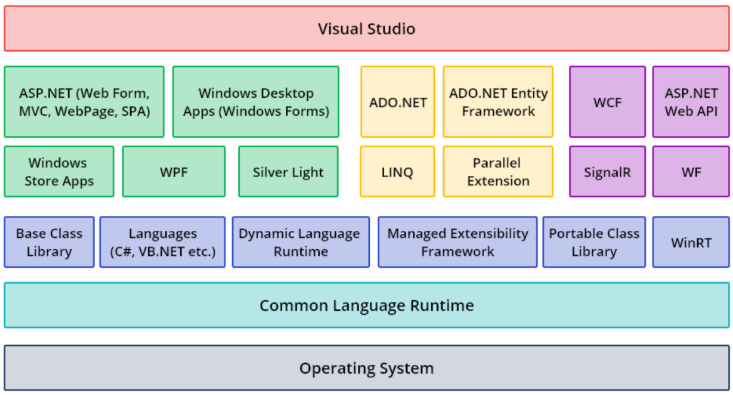 Visual Studio
ASP.NET (Web Form,
MVC, WebPage, SPA)
Windows Desktop
Apps (Windows Forms)
ADO.NET
ADO.NET Entity
Framework
WCF
ASP.NET
Web API
Windows
Store Apps
WPF
Silver Light
LINQ
Parallel
Extension
SignalR
WF
Base Class
Library
Languages
(C#, VB.NET etc.)
Dynamic Language
Runtime
Managed Extensibility
Framework
Portable Class
Library
WinRT
Common Language Runtime
Operating System